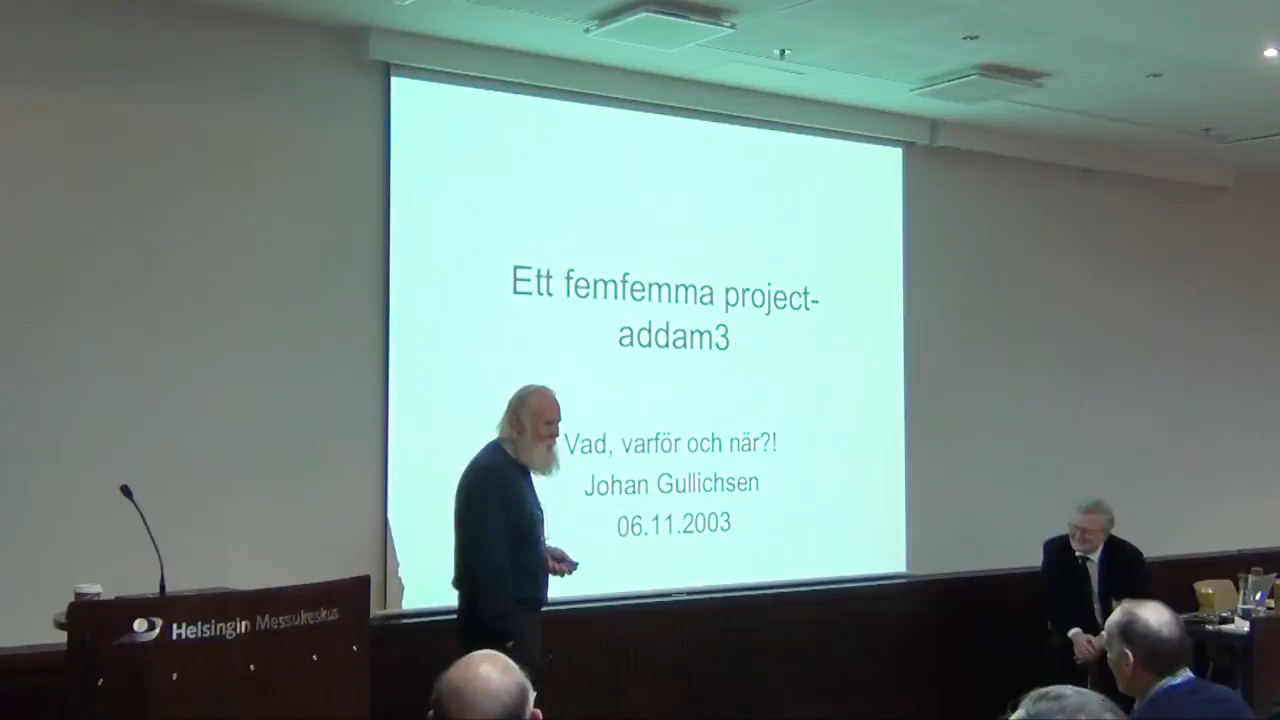 Ett femfemma project-
addam3
Vad, varför och när?!
Johan Gullichsen
06.11.2003
Helsingin Messukeskus